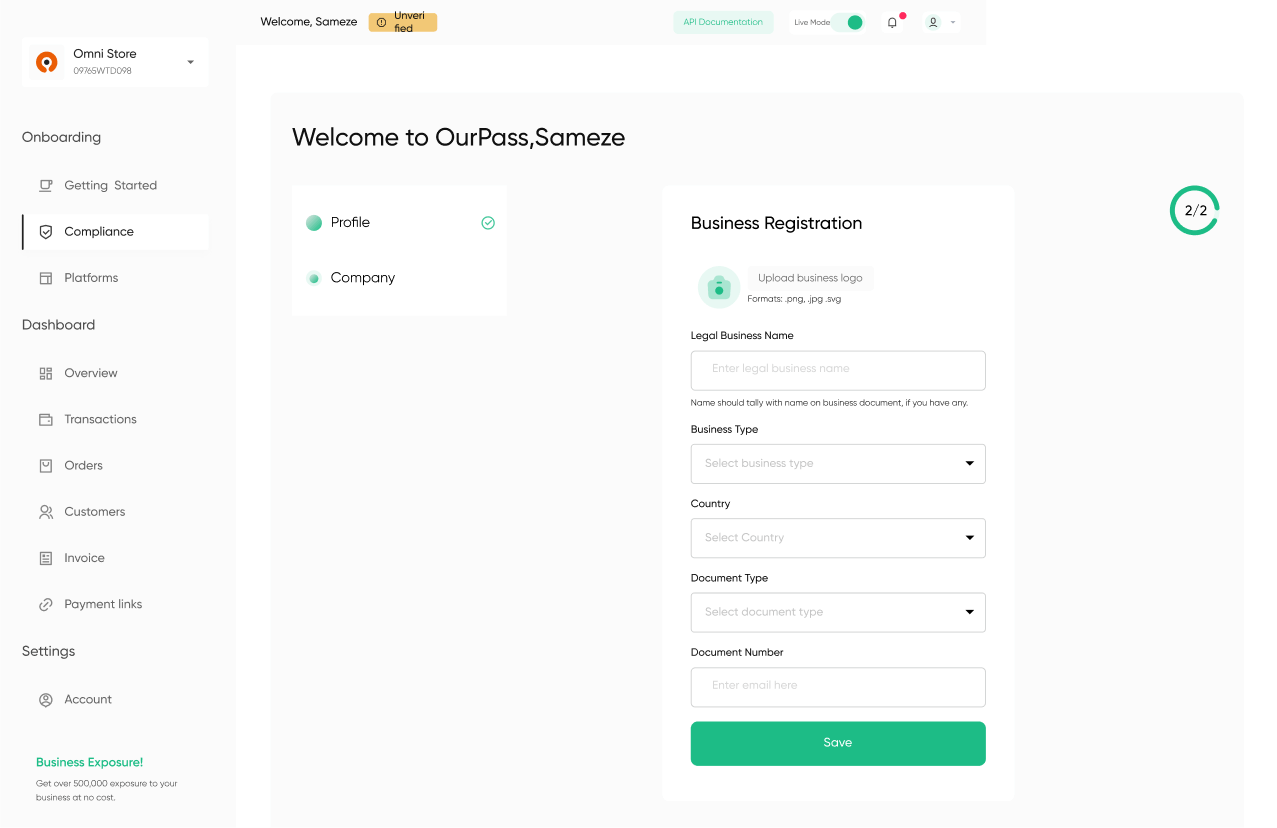 Welcome, Sameze
Unveri
fied
API Documentation
Live Mode
Omni Store
09765WTD098
Onboarding
Getting Started
Compliance
Platforms
Dashboard
Overview
Transactions
Orders
Customers
Invoice
Payment links
Settings
Account
Business Exposure!
Get over 500,000 exposure to your
business at no cost.
Welcome to OurPass,Sameze
Profile
Company
Business Registration
Upload business logo
Formats: .png, .jpg .svg
Legal Business Name
Enter legal business name
Name should tally with name on business document, if you have any.
Business Type
Select business type
Country
Select Country
Document Type
Select document type
Document Number
Enter email here
Save
2/2